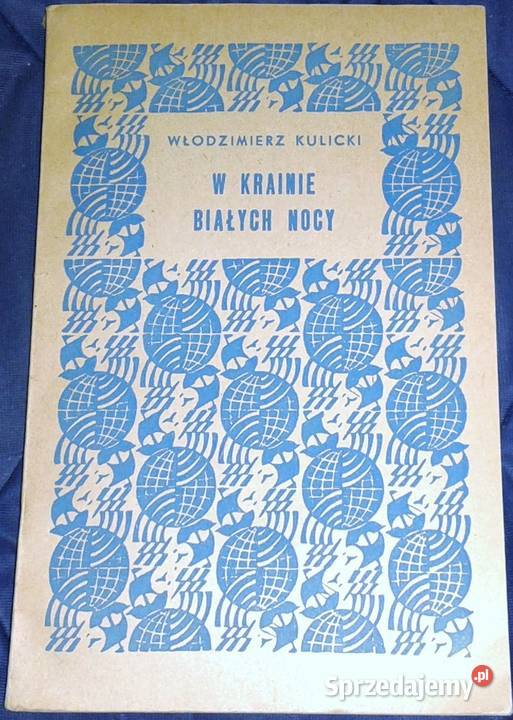 WŁODZIMIERZ KULICKI
W KRAINIE
BIAŁYCH NOCY
Sprzedajemy.pl